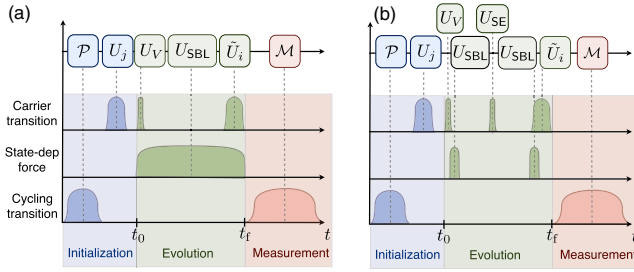 (a)
𝒫 U_j U_V U_SBL Ũ_i ℳ
Carrier
transition
State-dep
force
Cycling
transition
t_0 t_f t
Initialization Evolution Measurement
(b)
U_V U_SE
𝒫 U_j U_SBL U_SBL Ũ_i ℳ
t_0 t_f t
Initialization Evolution Measurement